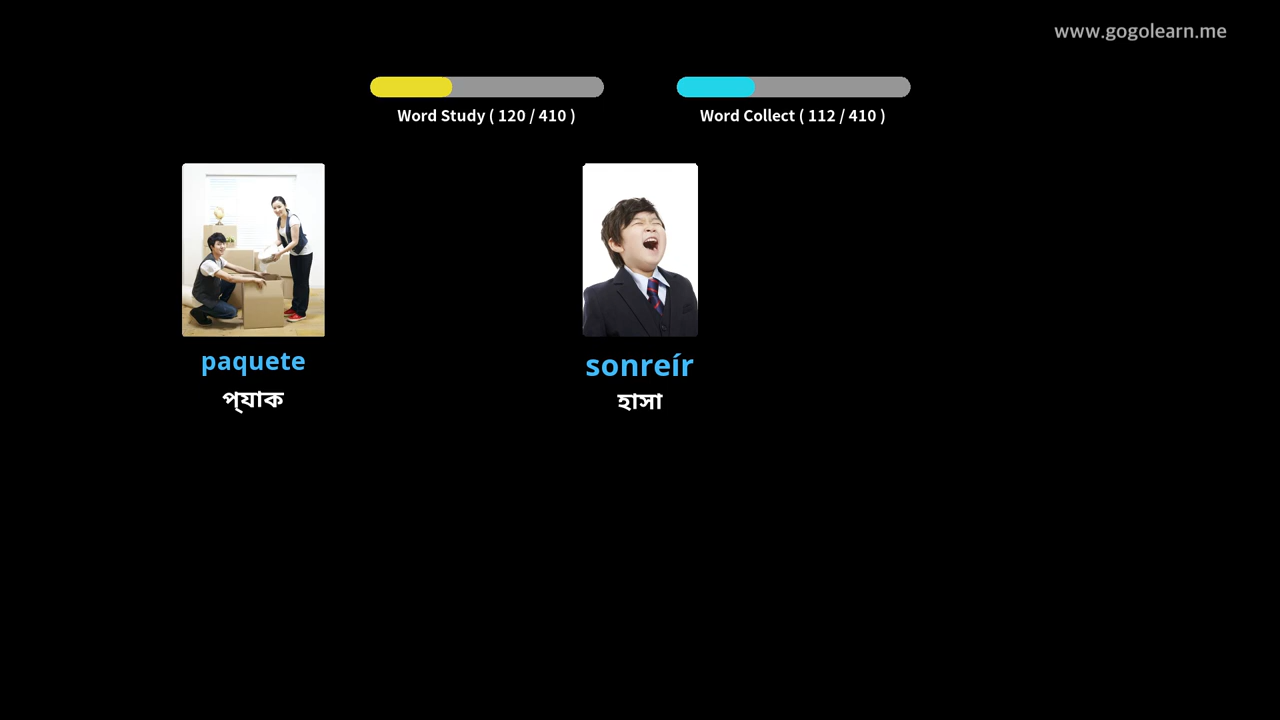 www.gogolearn.me
Word Study ( 120 / 410 )
Word Collect ( 112 / 410 )
paquete
প্যাক
sonreír
হাসা